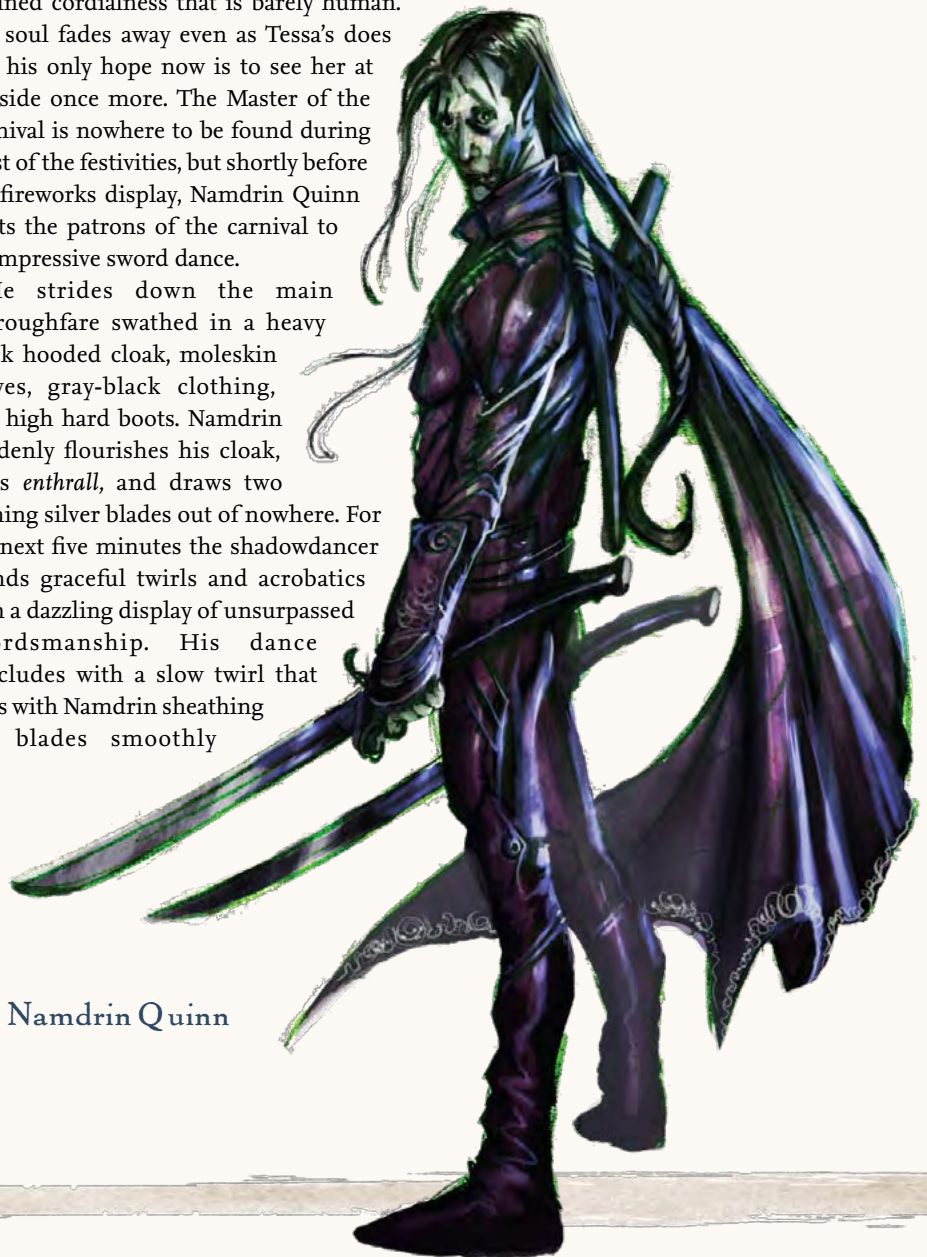 ined cordialness that is barely human.
soul fades away even as Tessa’s does
his only hope now is to see her at
side once more. The Master of the
nival is nowhere to be found during
st of the festivities, but shortly before
fireworks display, Namdrin Quinn
ts the patrons of the carnival to
mpressive sword dance.
e strides down the main
roughfare swathed in a heavy
k hooded cloak, moleskin
ves, gray-black clothing,
high hard boots. Namdrin
denly flourishes his cloak,
s enthrall, and draws two
ning silver blades out of nowhere. For
next five minutes the shadowdancer
nds graceful twirls and acrobatics
a dazzling display of unsurpassed
ordsmanship. His dance
cludes with a slow twirl that
s with Namdrin sheathing
blades smoothly
Namdrin Quinn